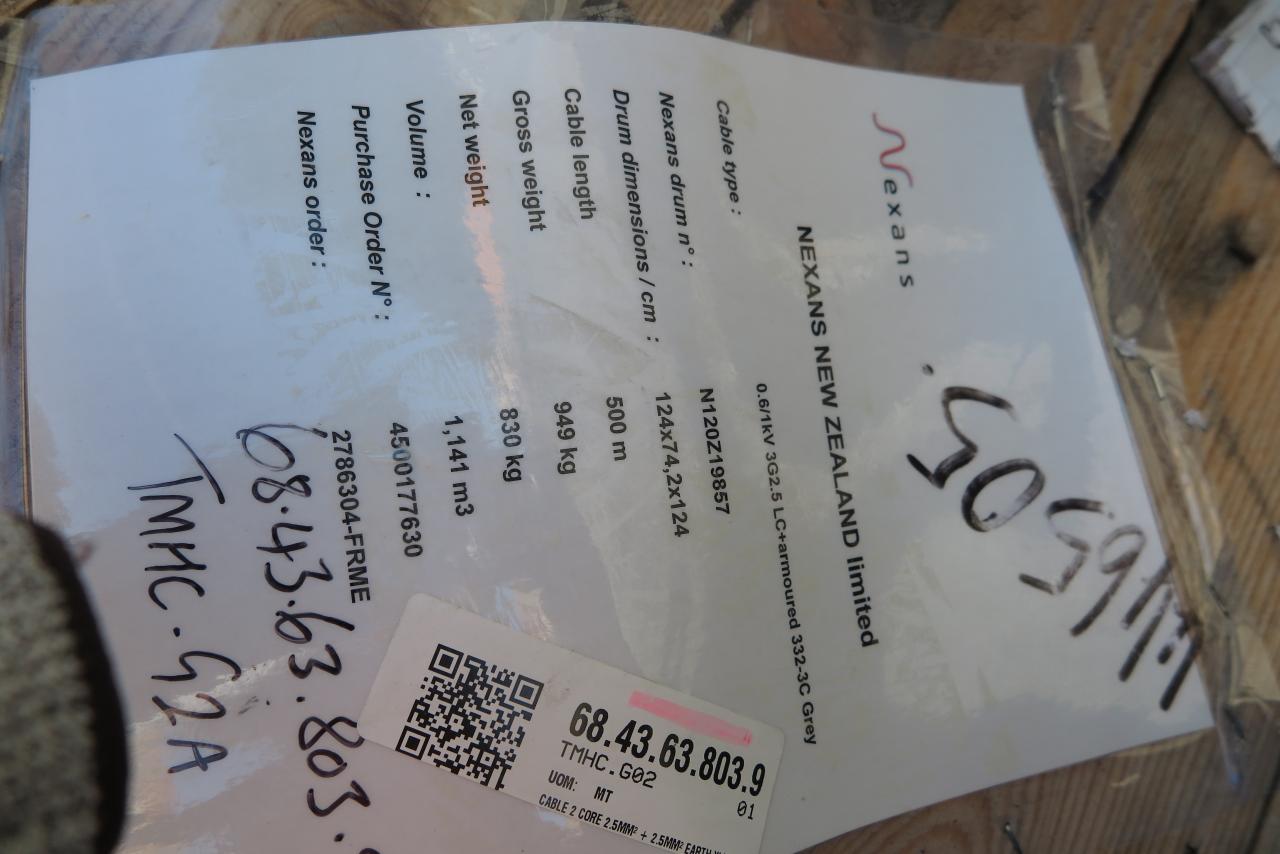 Nexans
NEXANS NEW ZEALAND limited
Cable type : 0.6/1kV 3G2.5 LC+armoured 332-3C Grey
Nexans drum n° : N120Z19857
Drum dimensions / cm : 124x74,2x124
Cable length 500 m
Gross weight 949 kg
Net weight 830 kg
Volume : 1,141 m3
Purchase Order N° : 4500177630
Nexans order : 2786304-FRME
68.43.63.803.
TMHC.G2A
68.43.63.803.9
TMHC.G02 01
UOM: MT
CABLE 2 CORE 2.5MM² + 2.5MM² EARTH